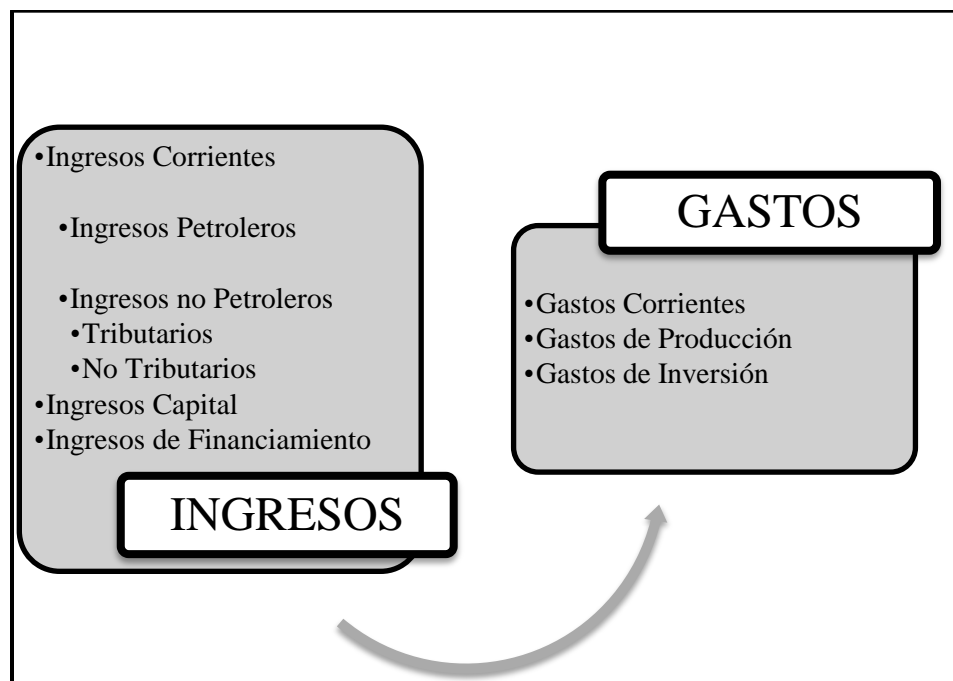 •Ingresos Corrientes
•Ingresos Petroleros
•Ingresos no Petroleros
•Tributarios
•No Tributarios
•Ingresos Capital
•Ingresos de Financiamiento
INGRESOS
GASTOS
•Gastos Corrientes
•Gastos de Producción
•Gastos de Inversión